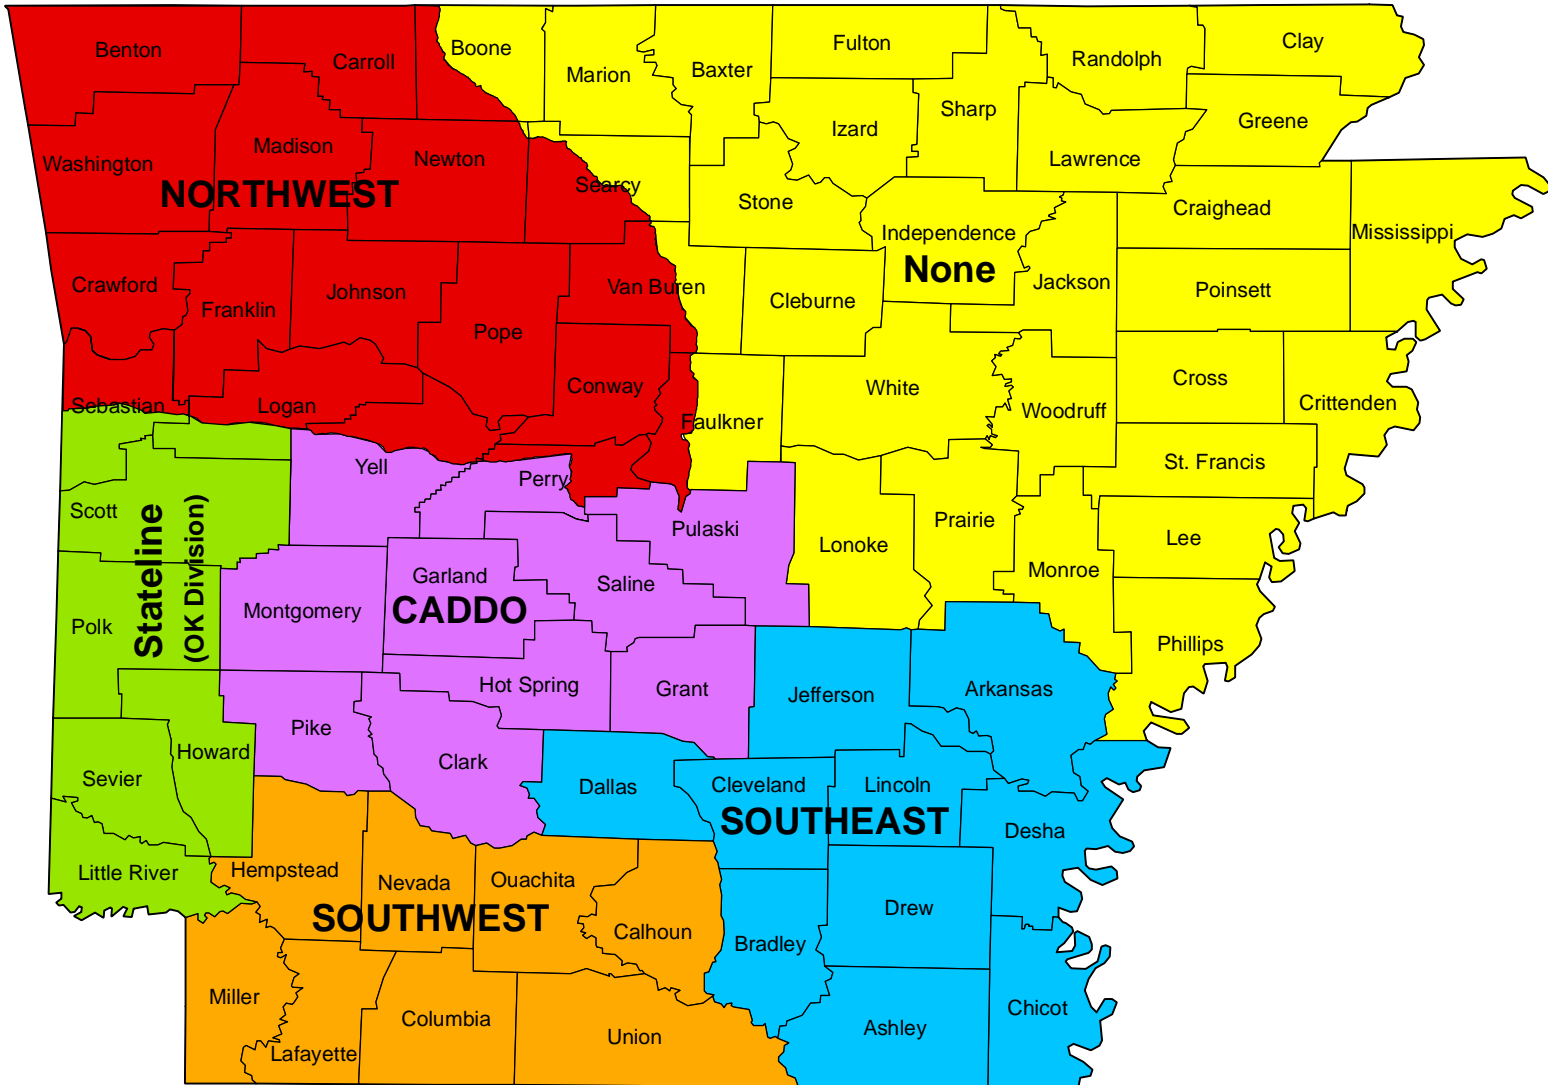 Benton
Carroll
Boone
Marion
Baxter
Fulton
Randolph
Clay
Sharp
Izard
Greene
Washington
Madison
Newton
Lawrence
NORTHWEST
Searcy
Stone
Craighead
Independence
Mississippi
None
Crawford
Franklin
Johnson
Van Buren
Cleburne
Jackson
Poinsett
Pope
Conway
White
Cross
Sebastian
Logan
Faulkner
Woodruff
Crittenden
Yell
Perry
St. Francis
Scott
Stateline
(OK Division)
Pulaski
Prairie
Lonoke
Lee
Garland
Saline
Monroe
Montgomery
CADDO
Polk
Phillips
Hot Spring
Grant
Jefferson
Arkansas
Pike
Howard
Clark
Sevier
Dallas
Cleveland
Lincoln
SOUTHEAST
Desha
Little River
Hempstead
Nevada
Ouachita
SOUTHWEST
Calhoun
Drew
Bradley
Miller
Columbia
Chicot
Lafayette
Union
Ashley